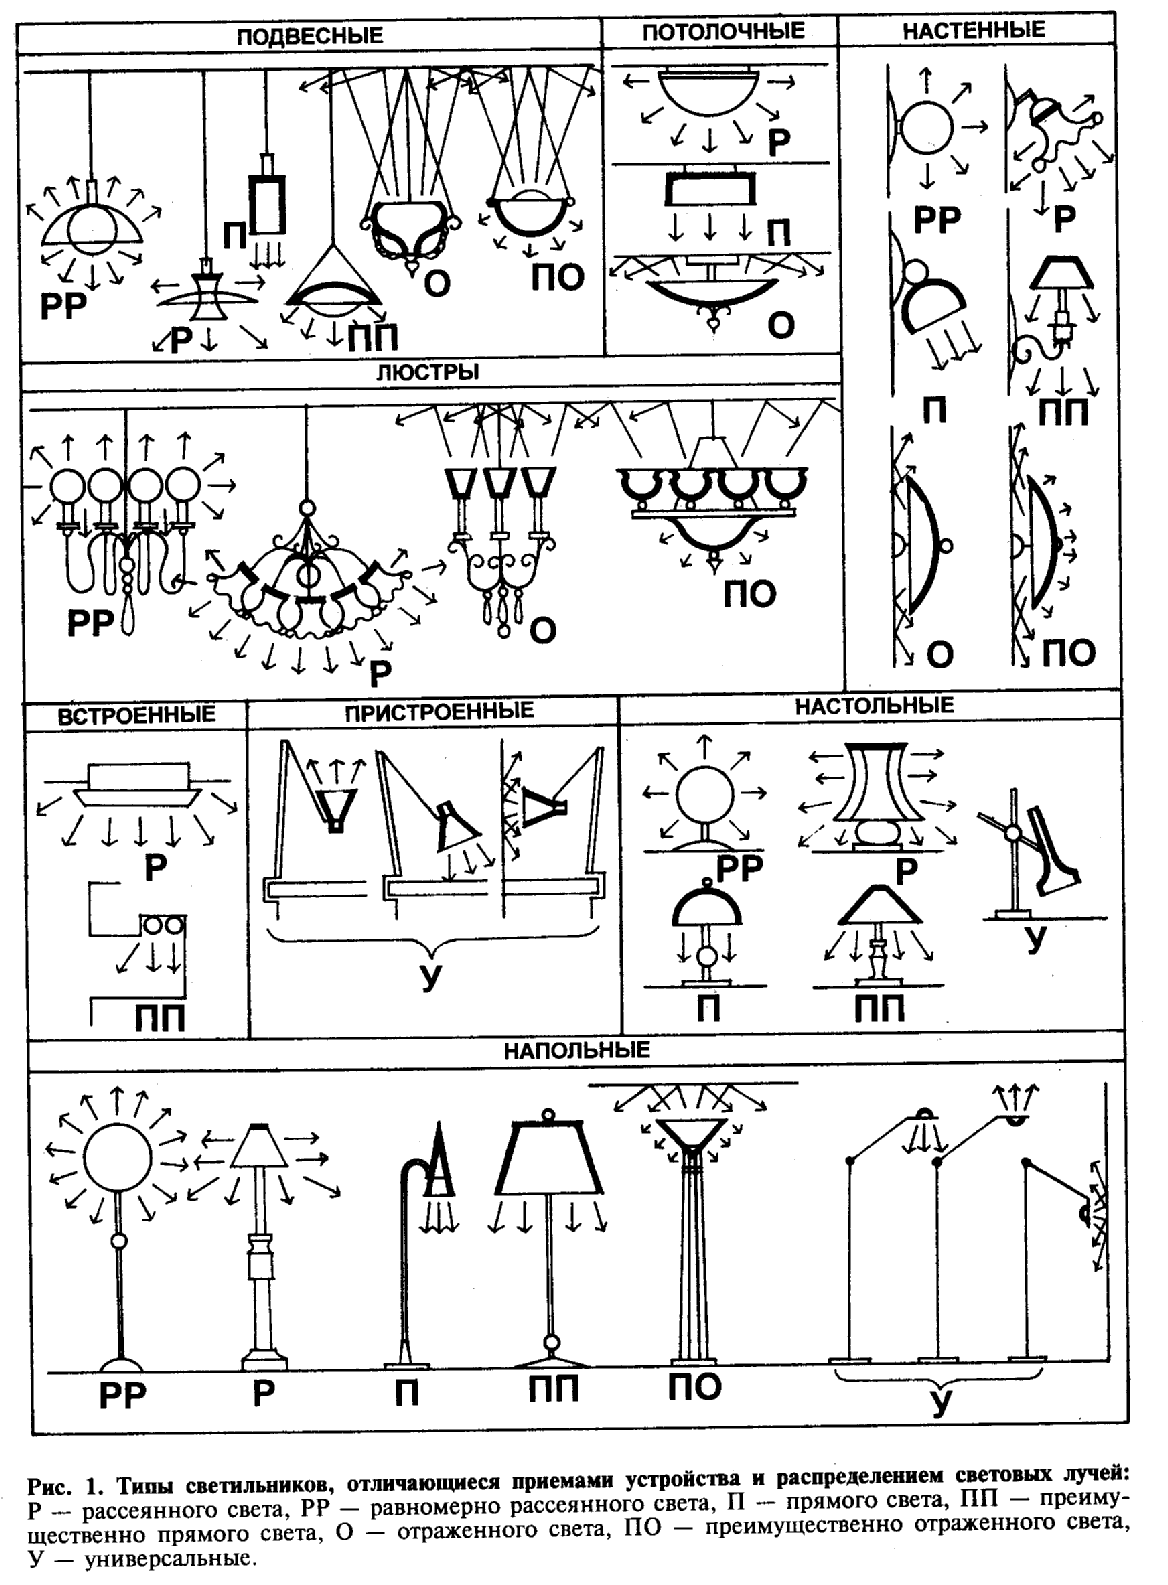 ПОДВЕСНЫЕ
РР
Р
П
ПП
О
ПО
ПОТОЛОЧНЫЕ
Р
П
О
НАСТЕННЫЕ
РР
Р
П
ПП
О
ПО
ЛЮСТРЫ
РР
Р
О
ПО
ВСТРОЕННЫЕ
Р
ПП
ПРИСТРОЕННЫЕ
У
НАСТОЛЬНЫЕ
РР
Р
У
П
ПП
НАПОЛЬНЫЕ
РР
Р
П
ПП
ПО
У
Рис. 1. Типы светильников, отличающиеся приемами устройства и распределением световых лучей:
Р — рассеянного света, РР — равномерно рассеянного света, П — прямого света, ПП — преиму-
щественно прямого света, О — отраженного света, ПО — преимущественно отраженного света,
У — универсальные.